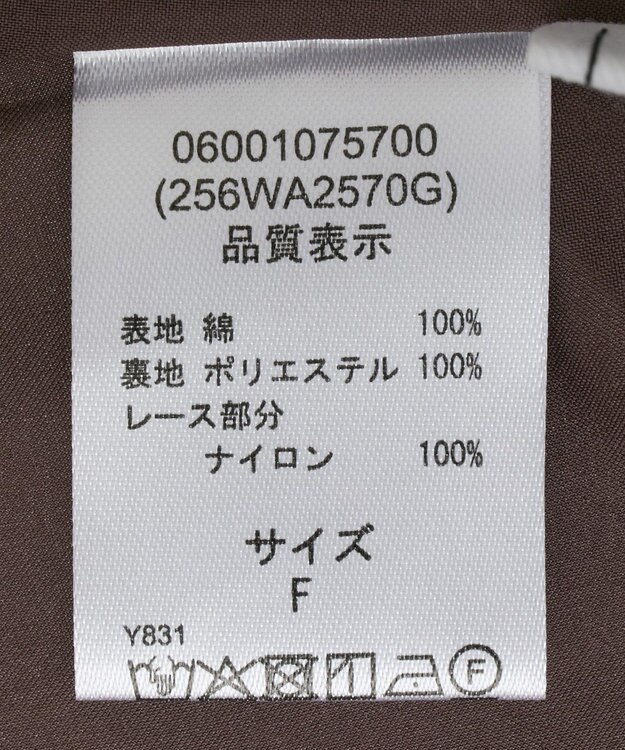 06001075700
(256WA2570G)
品質表示
表地 綿 100%
裏地 ポリエステル 100%
レース部分
ナイロン 100%
サイズ
F
Y831
F